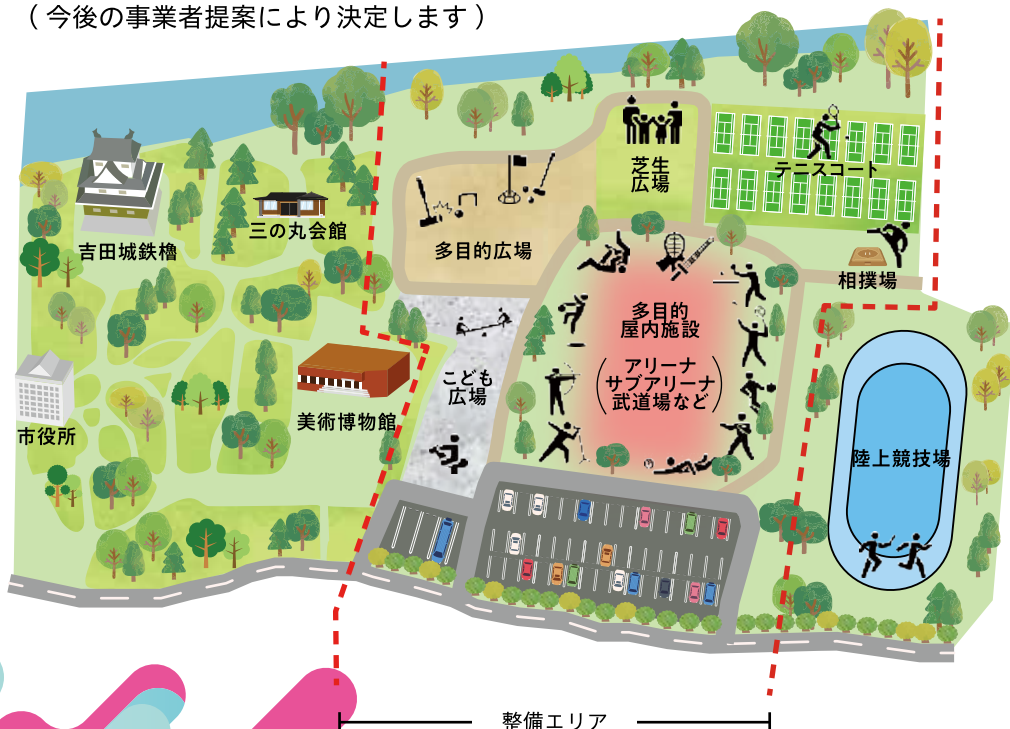 （今後の事業者提案により決定します）
芝生
広場
テニスコート
三の丸会館
吉田城鉄櫓
多目的広場
相撲場
多目的
屋内施設
アリーナ
サブアリーナ
武道場など
こども
広場
美術博物館
市役所
陸上競技場
整備エリア